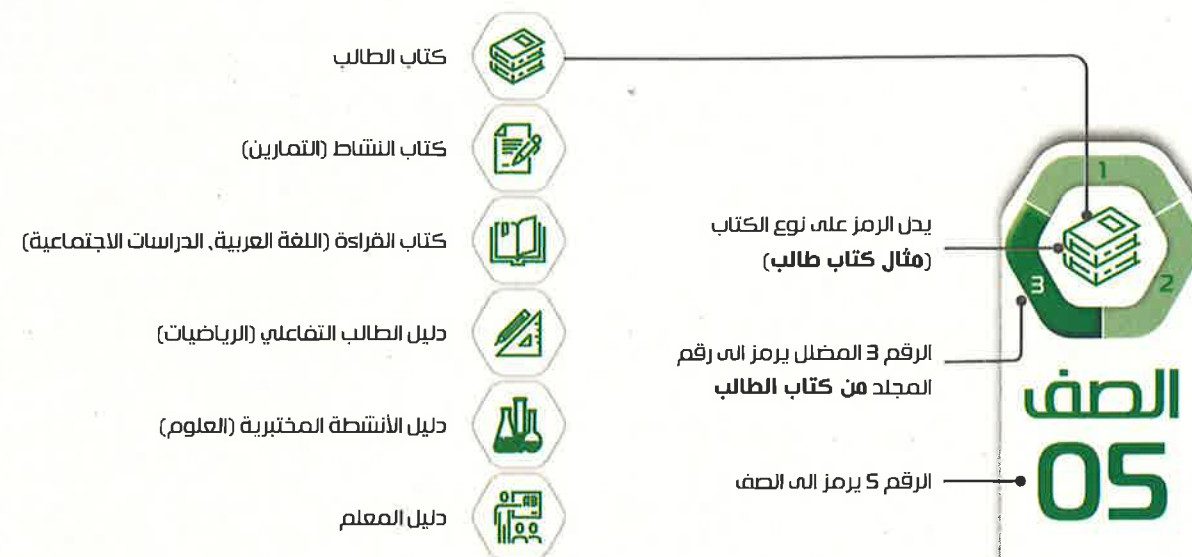 1
2
3
الصف
05
يدل الرمز على نوع الكتاب
(مثال كتاب طالب)
الرقم 3 المضلل يرمز الى رقم
المجلد من كتاب الطالب
الرقم 5 يرمز الى الصف
كتاب الطالب
كتاب النشاط (التمارين)
كتاب القراءة (اللغة العربية، الدراسات الاجتماعية)
دليل الطالب التفاعلي (الرياضيات)
دليل الأنشطة المختبرية (العلوم)
دليل المعلم